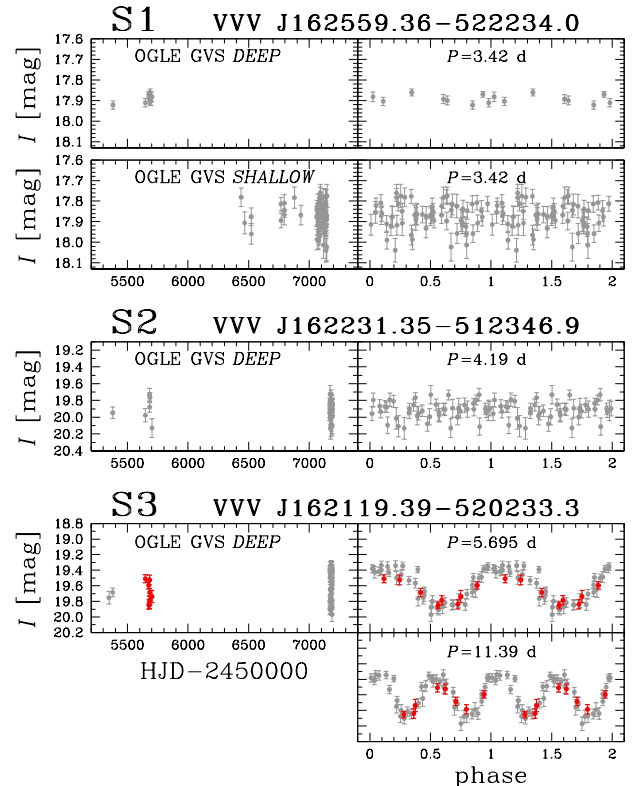 S1 VVV J162559.36−522234.0
17.6
17.7
17.8
17.9
18.0
18.1
I [mag]
OGLE GVS DEEP
P=3.42 d
17.6
17.7
17.8
17.9
18.0
18.1
I [mag]
OGLE GVS SHALLOW
P=3.42 d
5500 6000 6500 7000 0 0.5 1 1.5 2
S2 VVV J162231.35−512346.9
19.2
19.4
19.6
19.8
20.0
20.2
20.4
I [mag]
OGLE GVS DEEP
P=4.19 d
5500 6000 6500 7000 0 0.5 1 1.5 2
S3 VVV J162119.39−520233.3
18.8
19.0
19.2
19.4
19.6
19.8
20.0
20.2
I [mag]
OGLE GVS DEEP
P=5.695 d
5500 6000 6500 7000
HJD−2450000
P=11.39 d
0 0.5 1 1.5 2
phase